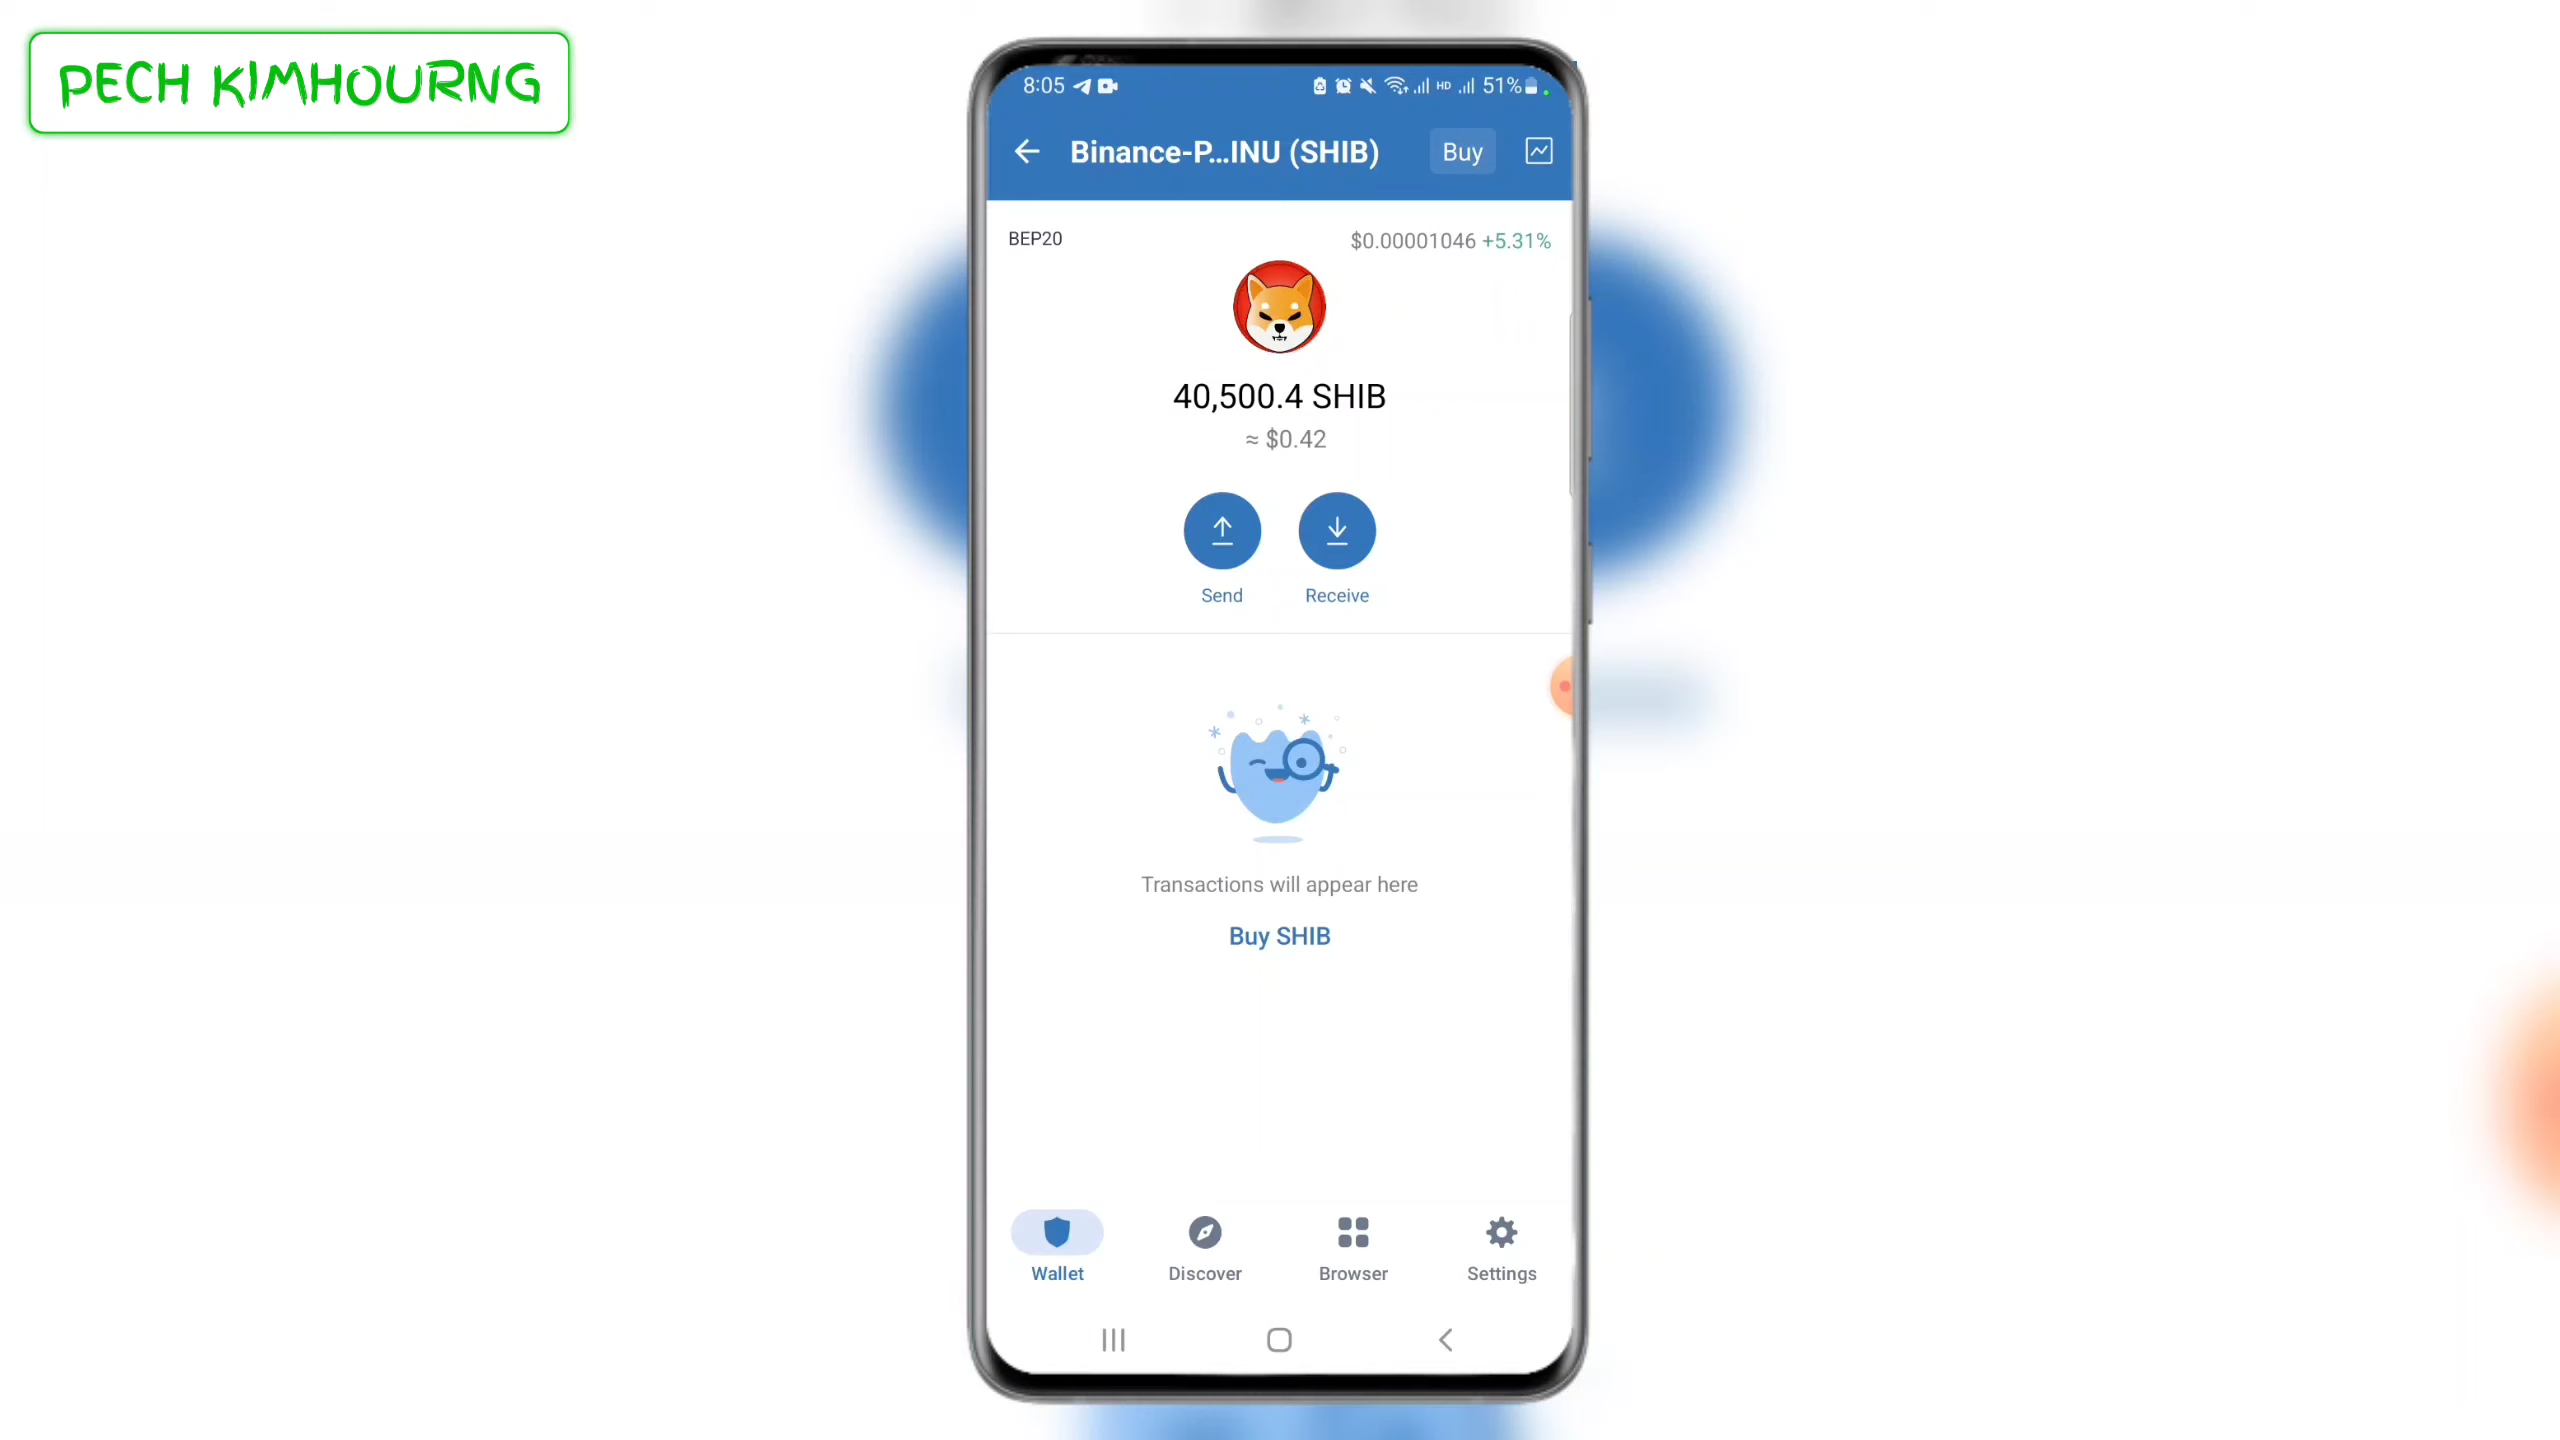 PECH KIMHOURNG
8:05 HD 51%
Binance-P...INU (SHIB) Buy
BEP20 $0.00001046 +5.31%
40,500.4 SHIB
≈ $0.42
Send Receive
Transactions will appear here
Buy SHIB
Wallet Discover Browser Settings